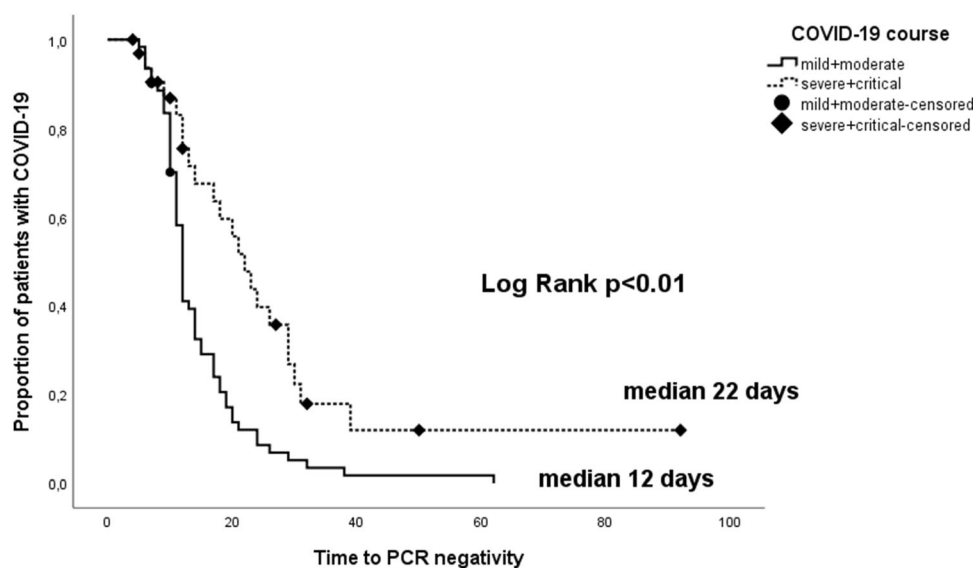 COVID-19 course
mild+moderate
severe+critical
mild+moderate-censored
severe+critical-censored
Proportion of patients with COVID-19
1,0
0,8
0,6
0,4
0,2
0,0
Log Rank p<0.01
median 22 days
median 12 days
0 20 40 60 80 100
Time to PCR negativity